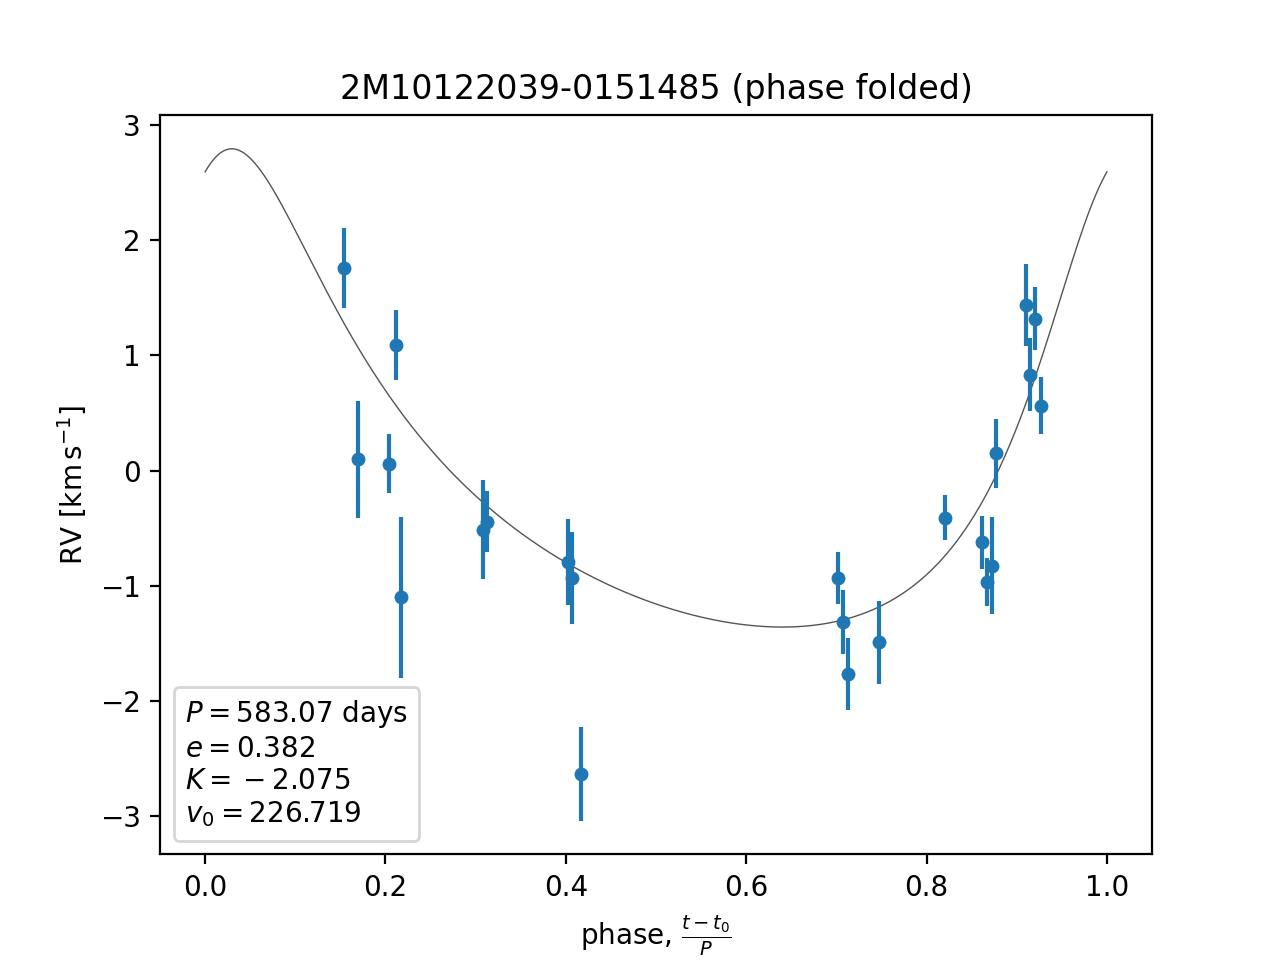 2M10122039-0151485 (phase folded)
3
2
1
0
−1
−2
−3
RV [km s⁻¹]
P = 583.07 days
e = 0.382
K = −2.075
v₀ = 226.719
0.0 0.2 0.4 0.6 0.8 1.0
phase, (t − t₀)/P